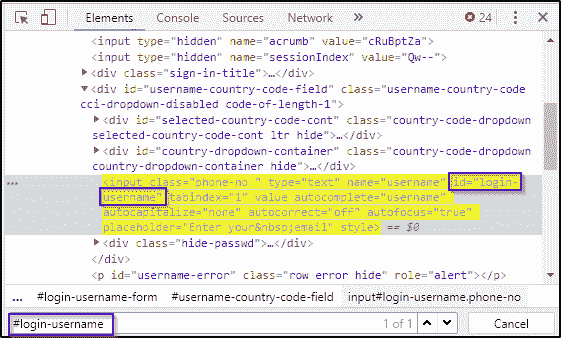 Elements Console Sources » 24
<input type="hidden" name="acrumb" value="cRuBptZa">
<input type="hidden" name="sessionIndex" value="Qw--">
<div class="sign-in-title">…</div>
<div id="username-country-code-field" class="username-country-code
cci-dropdown-disabled code-of-length-1">
<div id="selected-country-code-cont" class="country-code-dropdown
selected-country-code-cont ltr hide">…</div>
<div id="country-dropdown-container" class="country-code-dropdown
country-dropdown-container hide">…</div>
<input class="phone-no " type="text" name="username" id="login-
username" tabindex="1" value autocomplete="username"
autocapitalize="none" autocorrect="off" autofocus="true"
placeholder="Enter your&nbsp;email" style> == $0
<div class="hide-passwd">…</div>
</div>
<p id="username-error" class="row error hide" role="alert"></p>
... #login-username-form #username-country-code-field input#login-username.phone-no ...
#login-username 1 of 1 Cancel